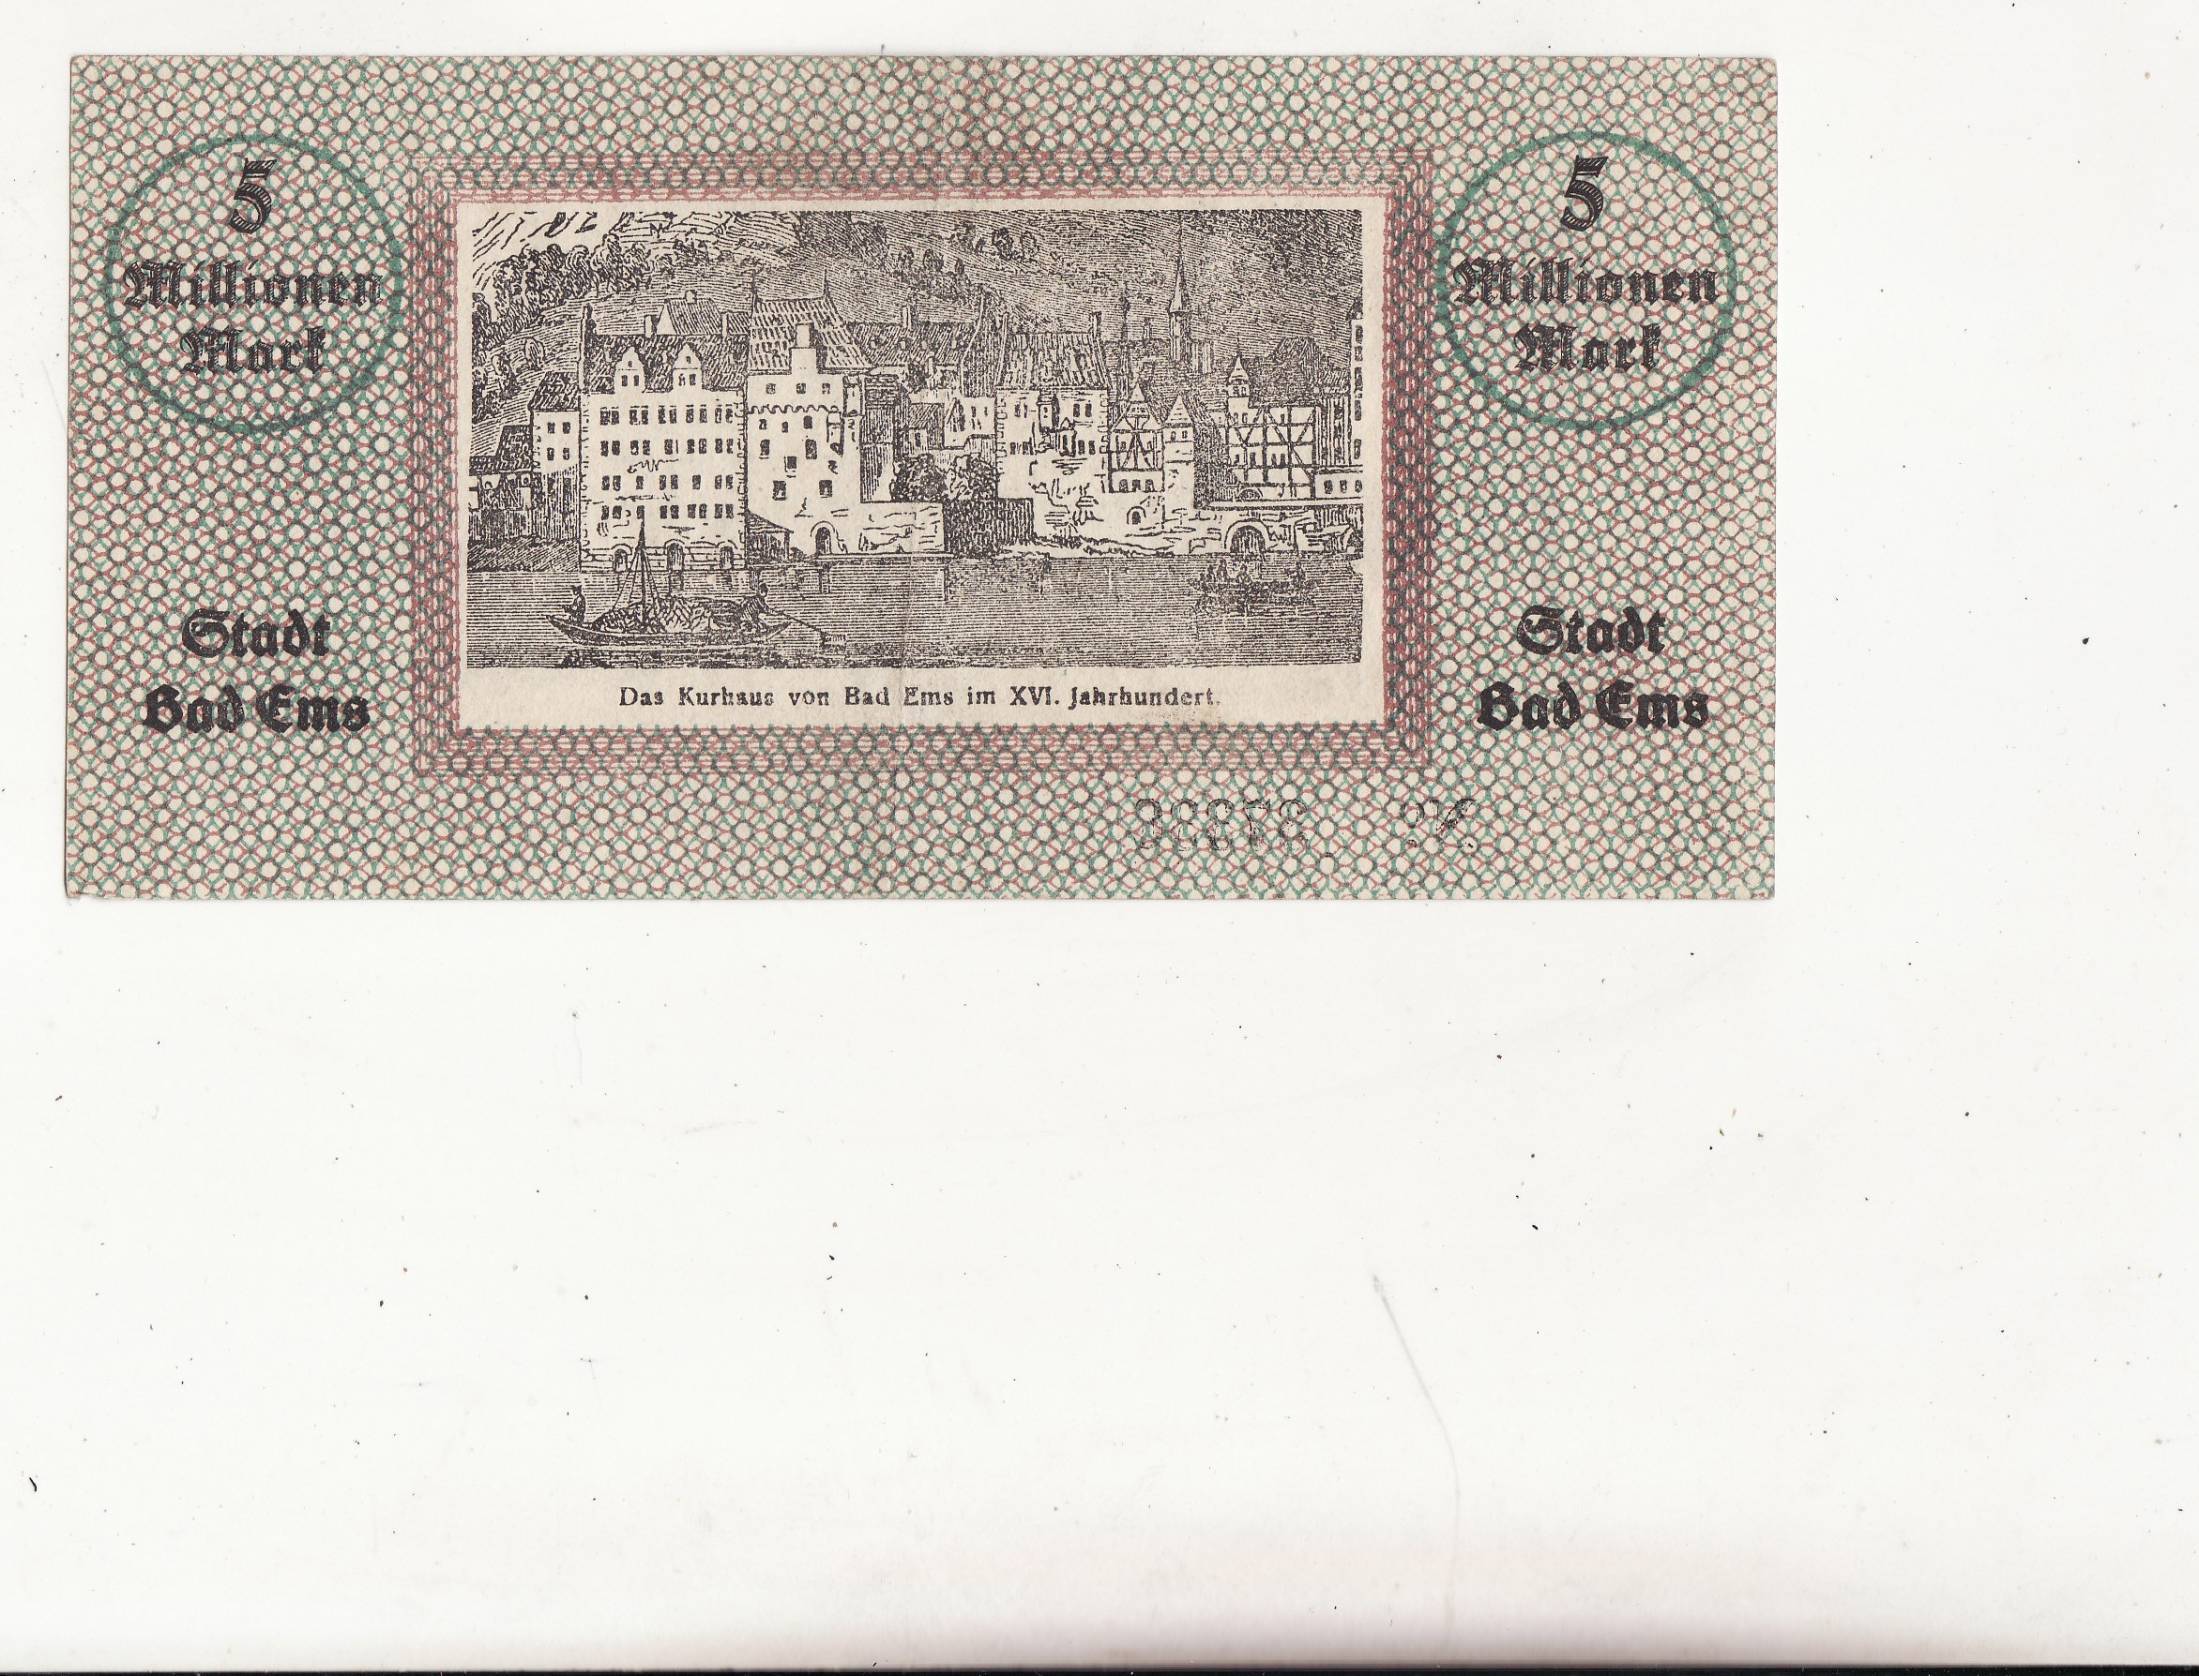 5
Millionen
Mark
Stadt
Bad Ems
Das Kurhaus von Bad Ems im XVI. Jahrhundert.
5
Millionen
Mark
Stadt
Bad Ems